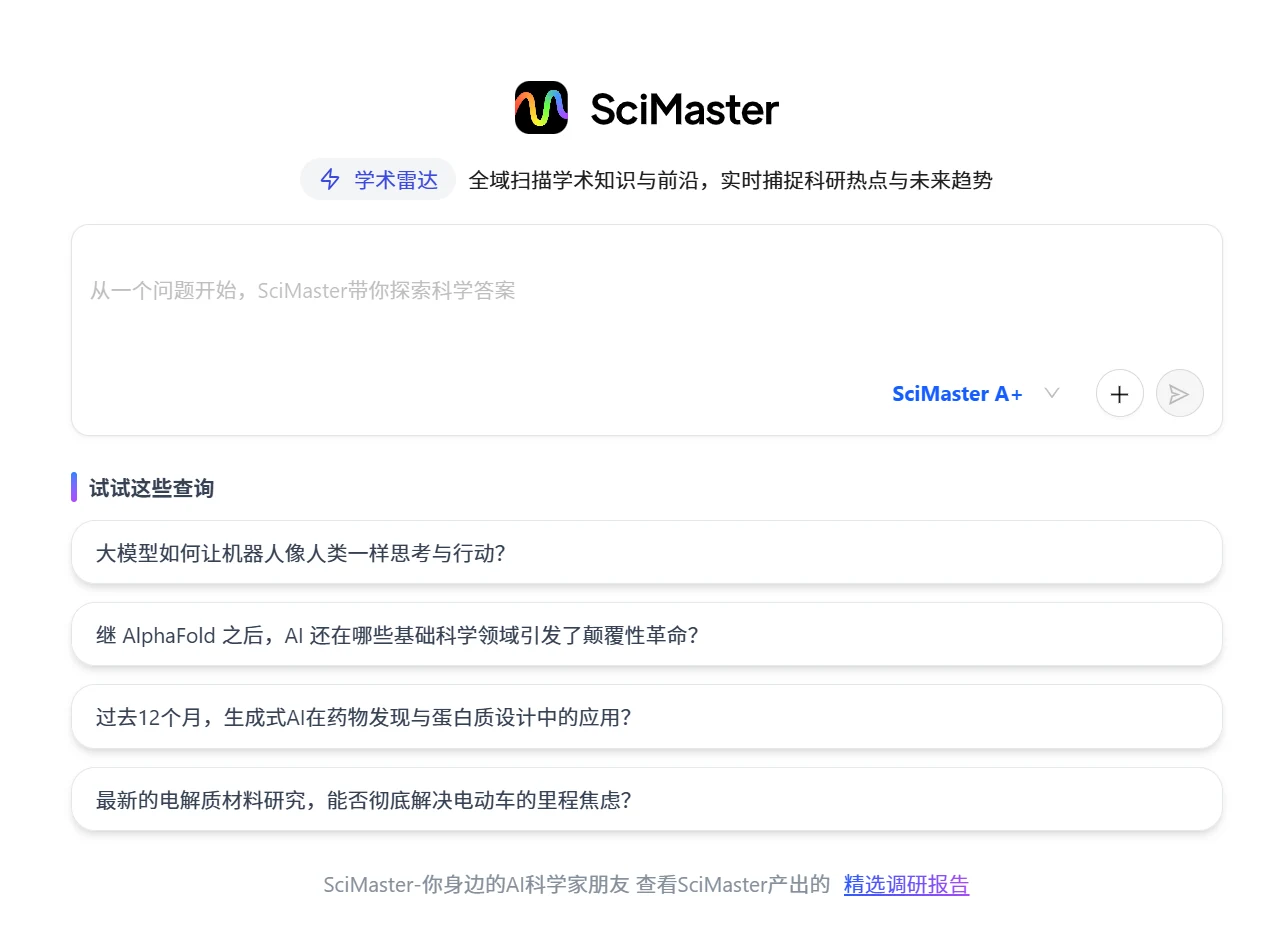 SciMaster
学术雷达 全域扫描学术知识与前沿，实时捕捉科研热点与未来趋势
从一个问题开始，SciMaster带你探索科学答案
SciMaster A+
试试这些查询
大模型如何让机器人像人类一样思考与行动？
继 AlphaFold 之后，AI 还在哪些基础科学领域引发了颠覆性革命？
过去12个月，生成式AI在药物发现与蛋白质设计中的应用？
最新的电解质材料研究，能否彻底解决电动车的里程焦虑？
SciMaster-你身边的AI科学家朋友 查看SciMaster产出的 精选调研报告